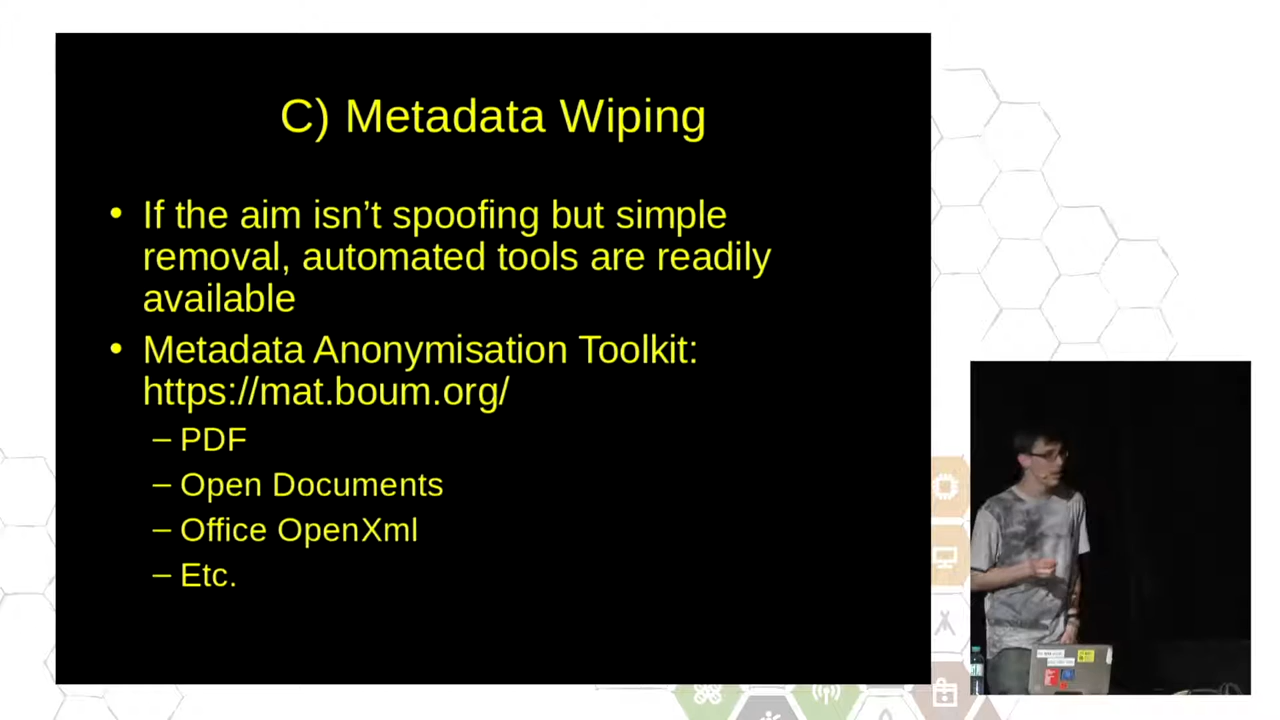 C) Metadata Wiping
• If the aim isn’t spoofing but simple
removal, automated tools are readily
available
• Metadata Anonymisation Toolkit:
https://mat.boum.org/
– PDF
– Open Documents
– Office OpenXml
– Etc.